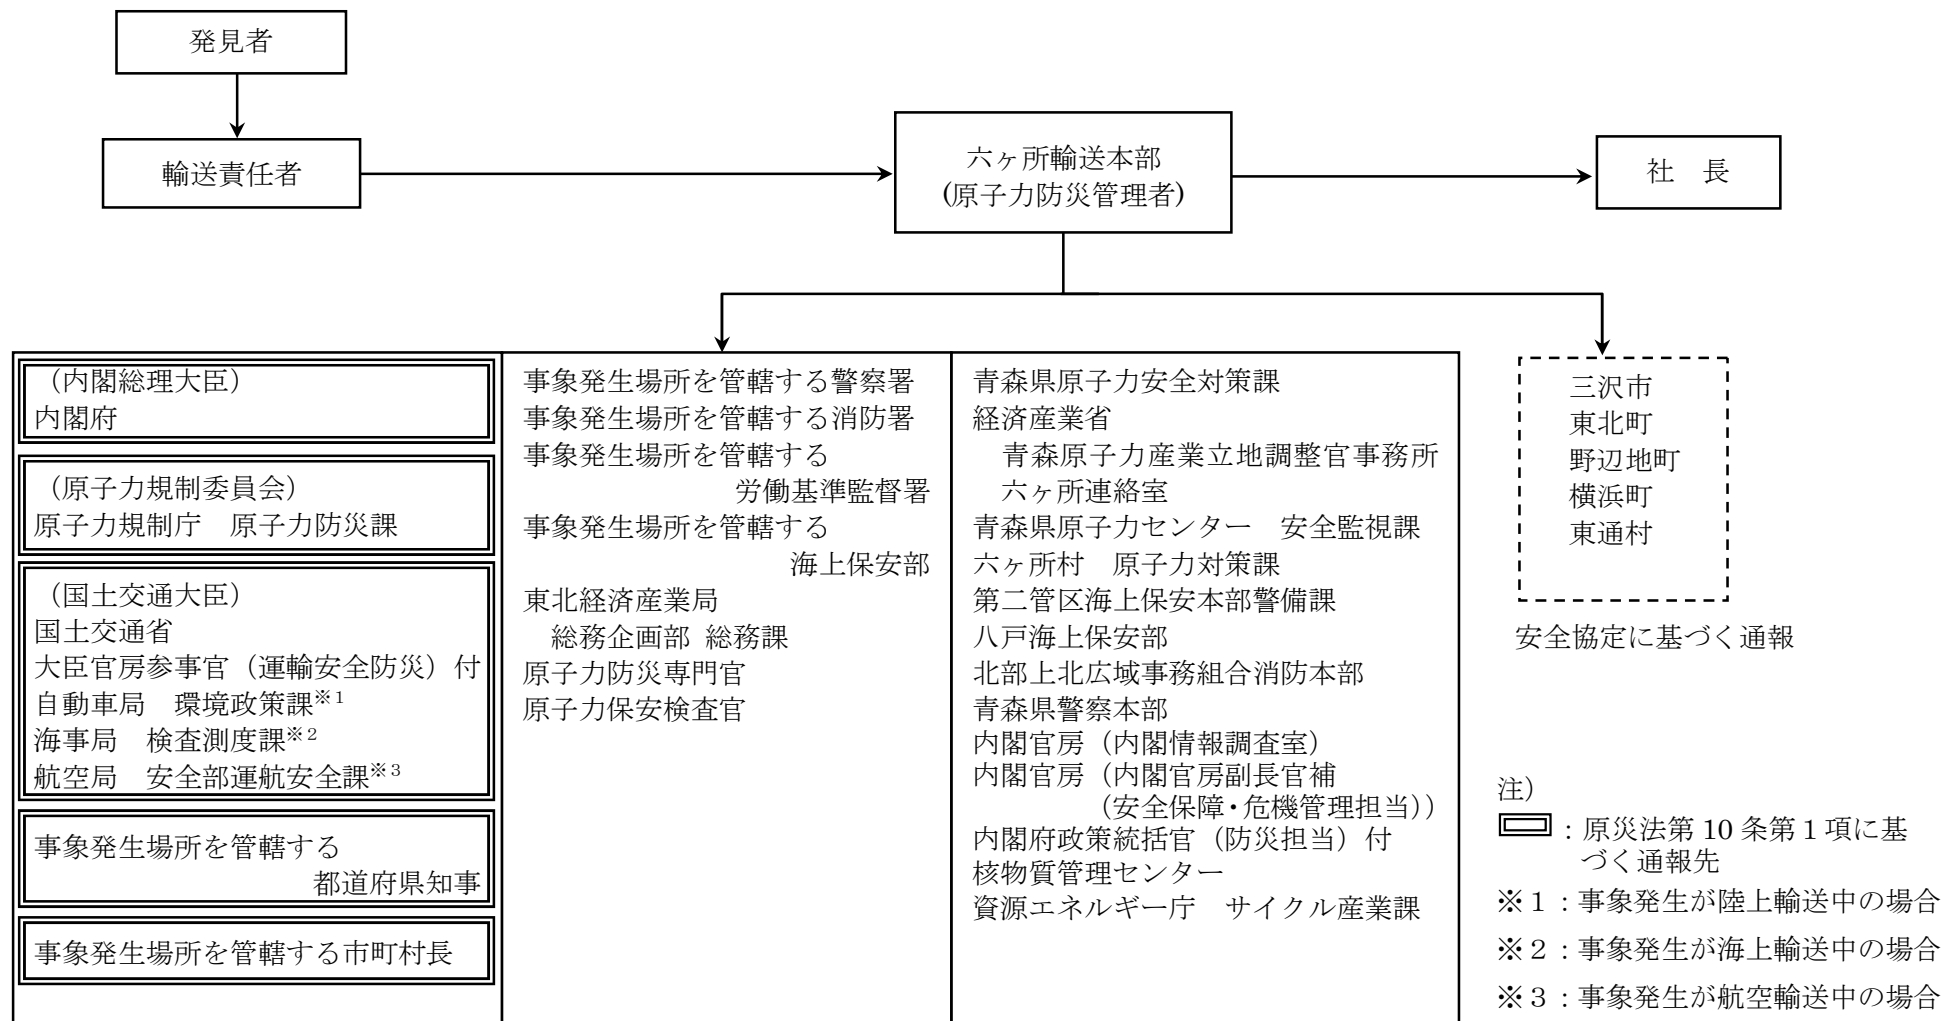 発見者
輸送責任者
六ヶ所輸送本部
(原子力防災管理者)
社　長
（内閣総理大臣）
内閣府
（原子力規制委員会）
原子力規制庁　原子力防災課
（国土交通大臣）
国土交通省
大臣官房参事官（運輸安全防災）付
自動車局　環境政策課※1
海事局　検査測度課※2
航空局　安全部運航安全課※3
事象発生場所を管轄する
都道府県知事
事象発生場所を管轄する市町村長
事象発生場所を管轄する警察署
事象発生場所を管轄する消防署
事象発生場所を管轄する
労働基準監督署
事象発生場所を管轄する
海上保安部
東北経済産業局
総務企画部 総務課
原子力防災専門官
原子力保安検査官
青森県原子力安全対策課
経済産業省
青森原子力産業立地調整官事務所
六ヶ所連絡室
青森県原子力センター　安全監視課
六ヶ所村　原子力対策課
第二管区海上保安本部警備課
八戸海上保安部
北部上北広域事務組合消防本部
青森県警察本部
内閣官房（内閣情報調査室）
内閣官房（内閣官房副長官補
（安全保障・危機管理担当））
内閣府政策統括官（防災担当）付
核物質管理センター
資源エネルギー庁　サイクル産業課
三沢市
東北町
野辺地町
横浜町
東通村
安全協定に基づく通報
注）
：原災法第 10 条第 1 項に基
づく通報先
※１：事象発生が陸上輸送中の場合
※２：事象発生が海上輸送中の場合
※３：事象発生が航空輸送中の場合